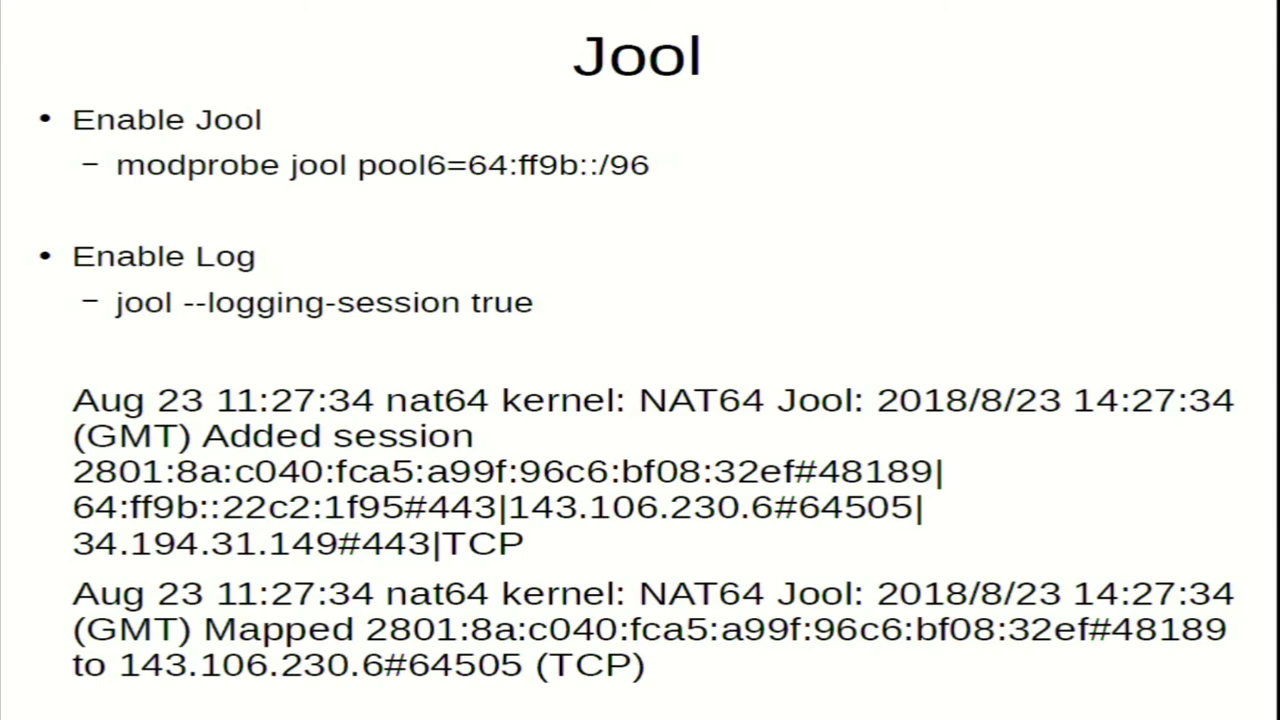 Jool
• Enable Jool
– modprobe jool pool6=64:ff9b::/96
• Enable Log
– jool --logging-session true
Aug 23 11:27:34 nat64 kernel: NAT64 Jool: 2018/8/23 14:27:34
(GMT) Added session
2801:8a:c040:fca5:a99f:96c6:bf08:32ef#48189|
64:ff9b::22c2:1f95#443|143.106.230.6#64505|
34.194.31.149#443|TCP
Aug 23 11:27:34 nat64 kernel: NAT64 Jool: 2018/8/23 14:27:34
(GMT) Mapped 2801:8a:c040:fca5:a99f:96c6:bf08:32ef#48189
to 143.106.230.6#64505 (TCP)